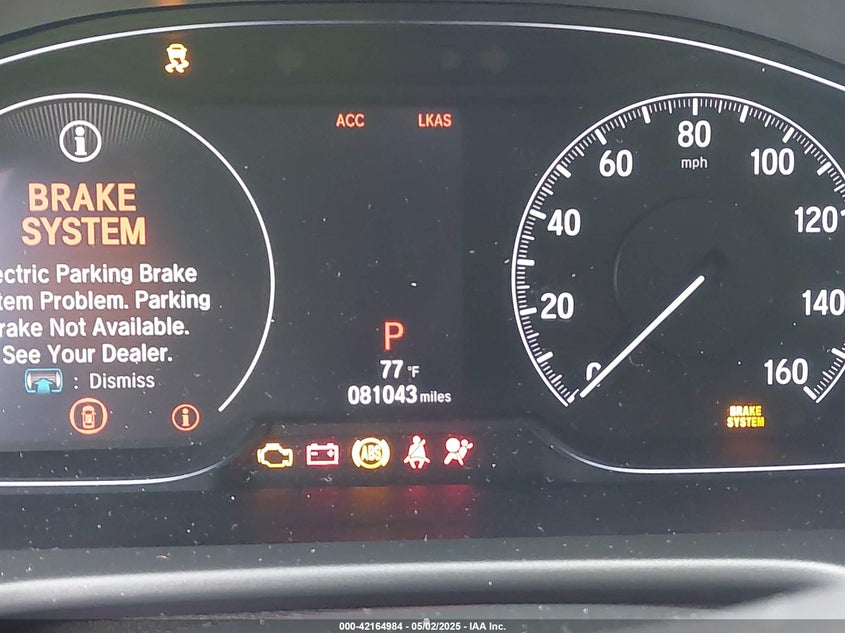 ACC LKAS
BRAKE
SYSTEM
ectric Parking Brake
tem Problem. Parking
rake Not Available.
See Your Dealer.
: Dismiss
P
77 °F
081043 miles
ABS
0
20
40
60
80
100
120
140
160
mph
BRAKE
SYSTEM
000-42164984 - 05/02/2025 - IAA Inc.